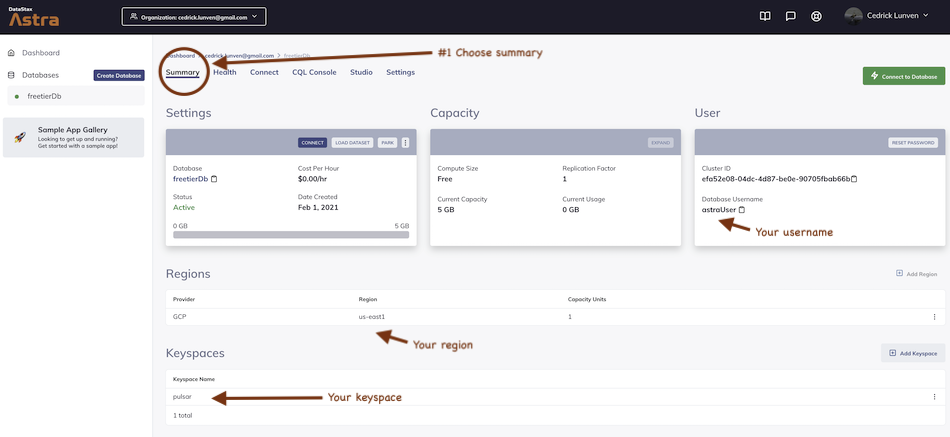 DataStax
Astra
Organization: cedrick.lunven@gmail.com
Cedrick Lunven
Dashboard
Databases
Create Database
freetierDb
Sample App Gallery
Looking to get up and running?
Get started with a sample app!
Dashboard > cedrick.lunven@gmail.com > freetierDb
#1 Choose summary
Summary Health Connect CQL Console Studio Settings
Connect to Database
Settings
CONNECT LOAD DATASET PARK
Database
freetierDb
Cost Per Hour
$0.00/hr
Status
Active
Date Created
Feb 1, 2021
0 GB 5 GB
Capacity
EXPAND
Compute Size
Free
Replication Factor
1
Current Capacity
5 GB
Current Usage
0 GB
User
RESET PASSWORD
Cluster ID
efa52e08-04dc-4d87-be0e-90705fbab66b
Database Username
astraUser
Your username
Regions
Add Region
Provider Region Capacity Units
GCP us-east1 1
Your region
Keyspaces
Add Keyspace
Keyspace Name
pulsar
Your keyspace
1 total